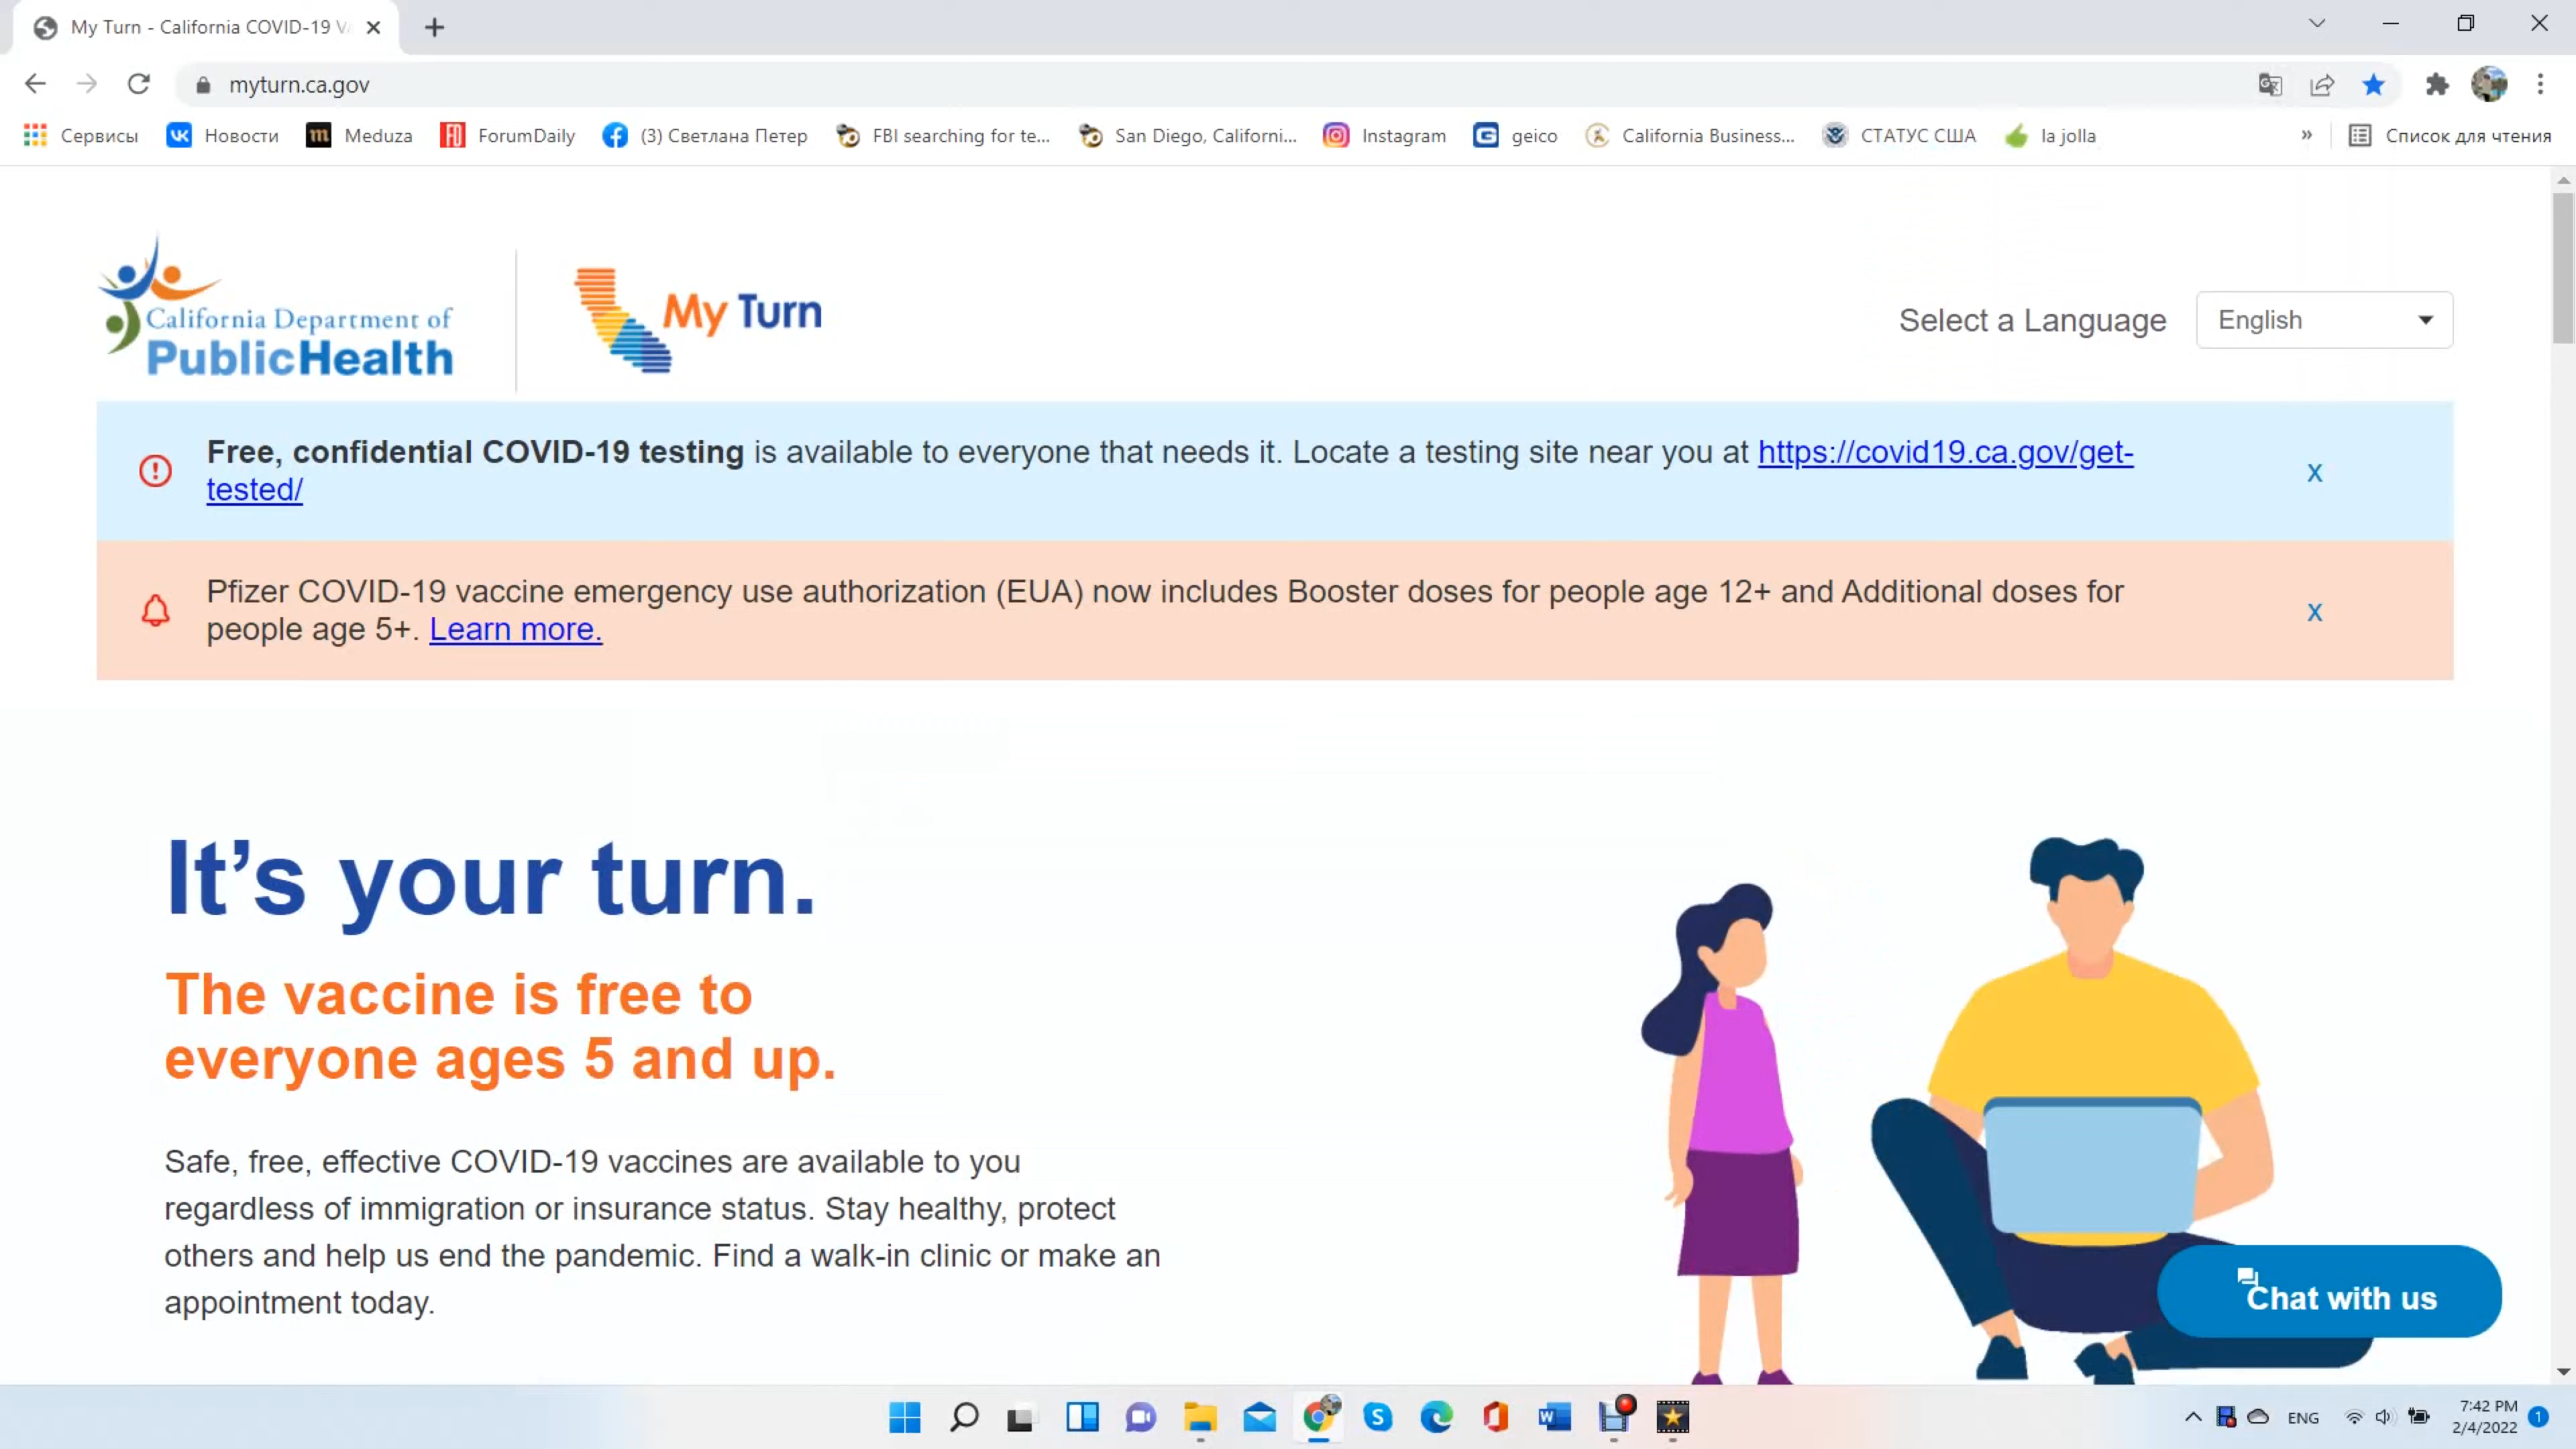 My Turn - California COVID-19 V
myturn.ca.gov
Сервисы
Новости
Meduza
ForumDaily
(3) Светлана Петер
FBI searching for te...
San Diego, Californi...
Instagram
geico
California Business...
СТАТУС США
la jolla
»
Список для чтения
California Department of
PublicHealth
My Turn
Select a Language
English
Free, confidential COVID-19 testing is available to everyone that needs it. Locate a testing site near you at https://covid19.ca.gov/get-
tested/
x
Pfizer COVID-19 vaccine emergency use authorization (EUA) now includes Booster doses for people age 12+ and Additional doses for
people age 5+. Learn more.
x
It’s your turn.
The vaccine is free to
everyone ages 5 and up.
Safe, free, effective COVID-19 vaccines are available to you
regardless of immigration or insurance status. Stay healthy, protect
others and help us end the pandemic. Find a walk-in clinic or make an
appointment today.
Chat with us
ENG
7:42 PM
2/4/2022
1